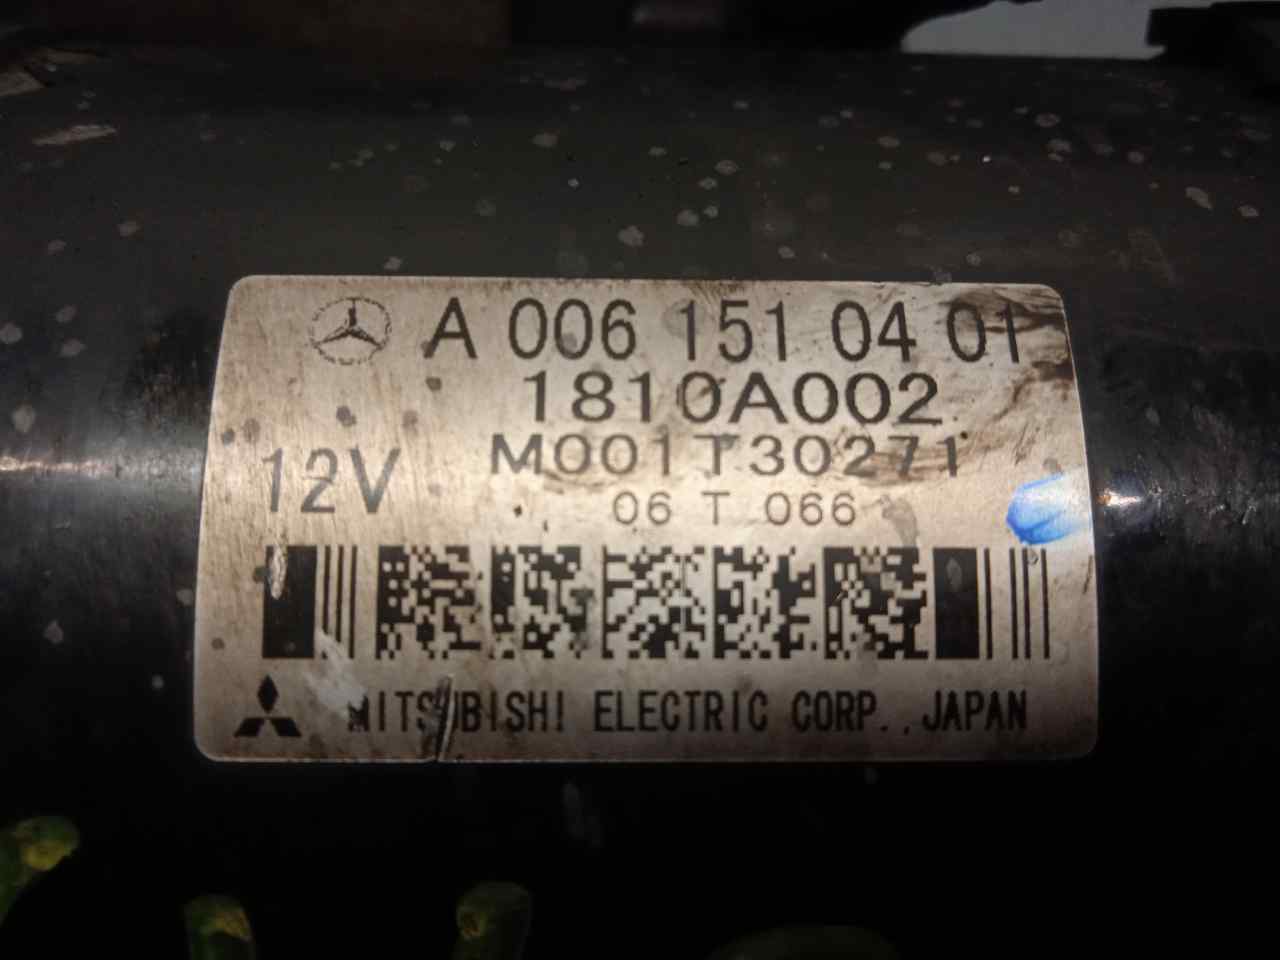 A 006 151 04 01
1810A002
12V M001T30271
06 T 066
MITSUBISHI ELECTRIC CORP., JAPAN